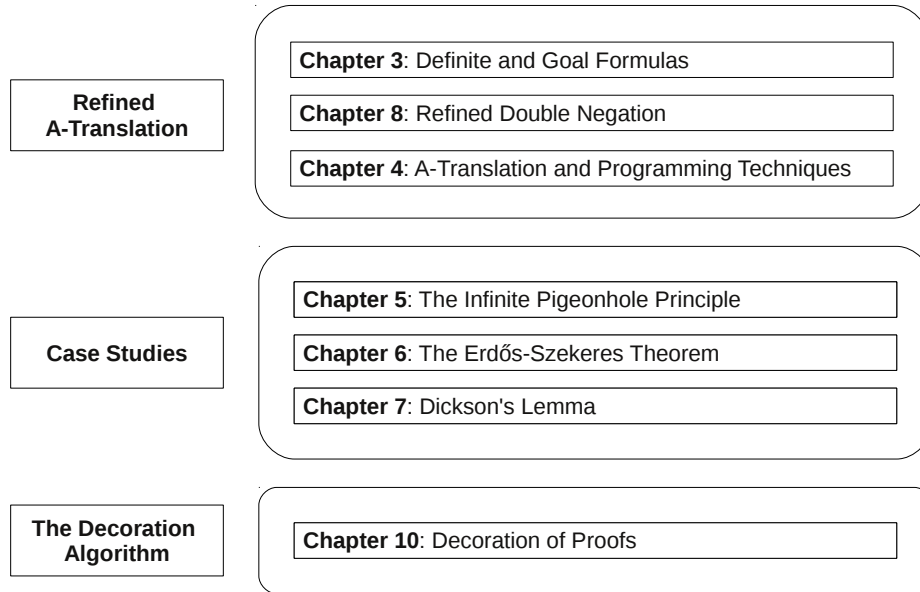 Refined
A-Translation
Chapter 3: Definite and Goal Formulas
Chapter 8: Refined Double Negation
Chapter 4: A-Translation and Programming Techniques
Case Studies
Chapter 5: The Infinite Pigeonhole Principle
Chapter 6: The Erdős-Szekeres Theorem
Chapter 7: Dickson's Lemma
The Decoration
Algorithm
Chapter 10: Decoration of Proofs